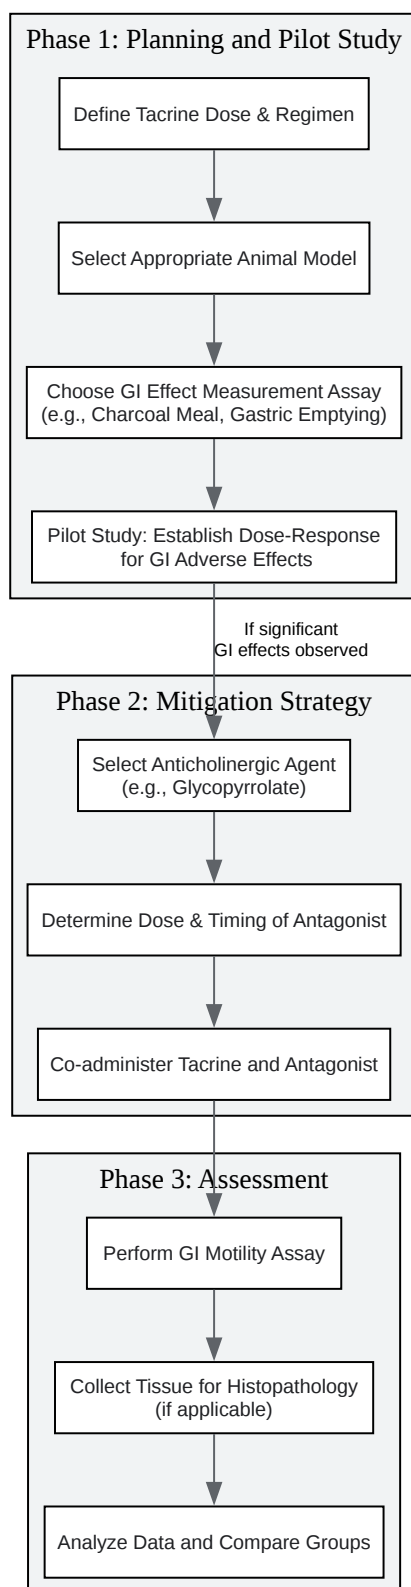 Phase 1: Planning and Pilot Study
Define Tacrine Dose & Regimen
Select Appropriate Animal Model
Choose GI Effect Measurement Assay
(e.g., Charcoal Meal, Gastric Emptying)
Pilot Study: Establish Dose-Response
for GI Adverse Effects
If significant
GI effects observed
Phase 2: Mitigation Strategy
Select Anticholinergic Agent
(e.g., Glycopyrrolate)
Determine Dose & Timing of Antagonist
Co-administer Tacrine and Antagonist
Phase 3: Assessment
Perform GI Motility Assay
Collect Tissue for Histopathology
(if applicable)
Analyze Data and Compare Groups